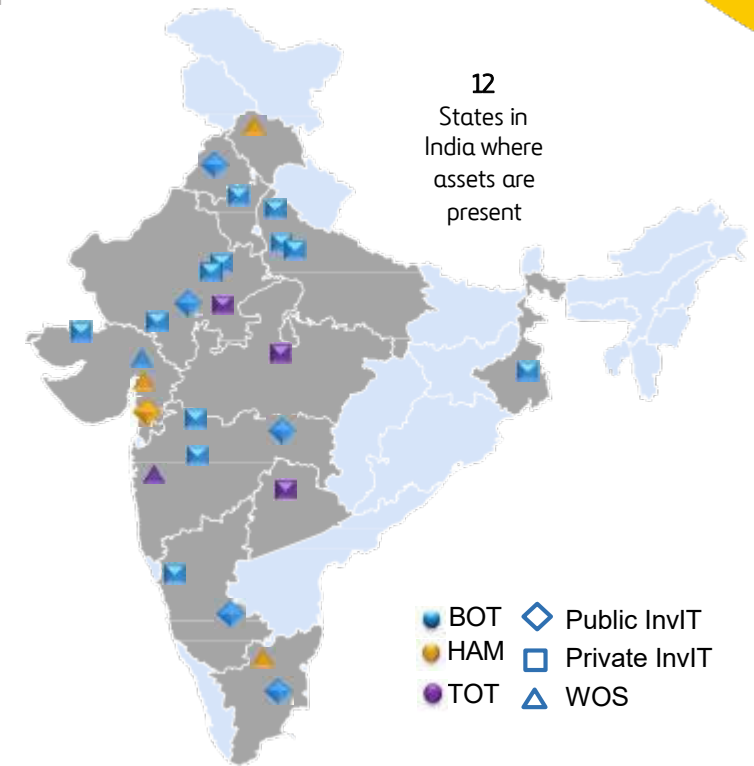 12
States in
India where
assets are
present
BOT
Public InvIT
HAM
Private InvIT
TOT
WOS